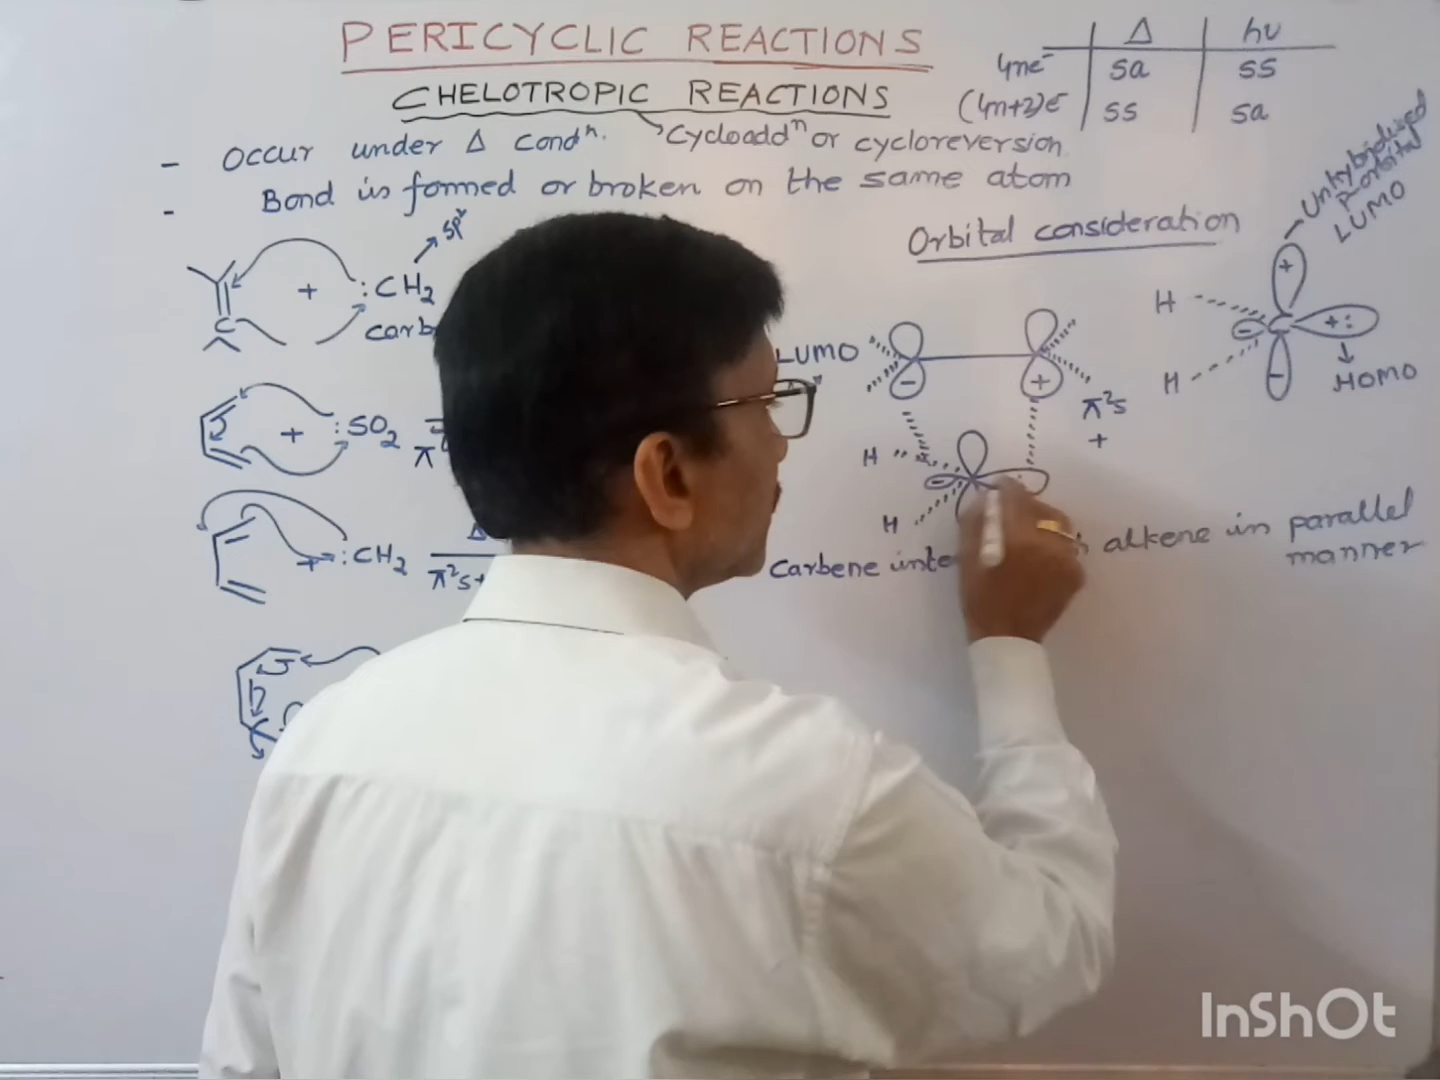 PERICYCLIC REACTIONS
Δ hν
4ne⁻ sa ss
(4n+2)e⁻ ss sa
CHELOTROPIC REACTIONS
- Occur under Δ condⁿ. Cycloaddⁿ or cycloreversion
- Bond is formed or broken on the same atom
Orbital consideration
Unhybridised
P-orbital
LUMO
sp²
+ :CH₂
carb
LUMO
H
H
+
-
- + :
HOMO
- +
π²s
+
+ :SO₂
H
H
-
+ :CH₂ Δ
π²s+
Carbene inte alkene in parallel
manner
InShOt